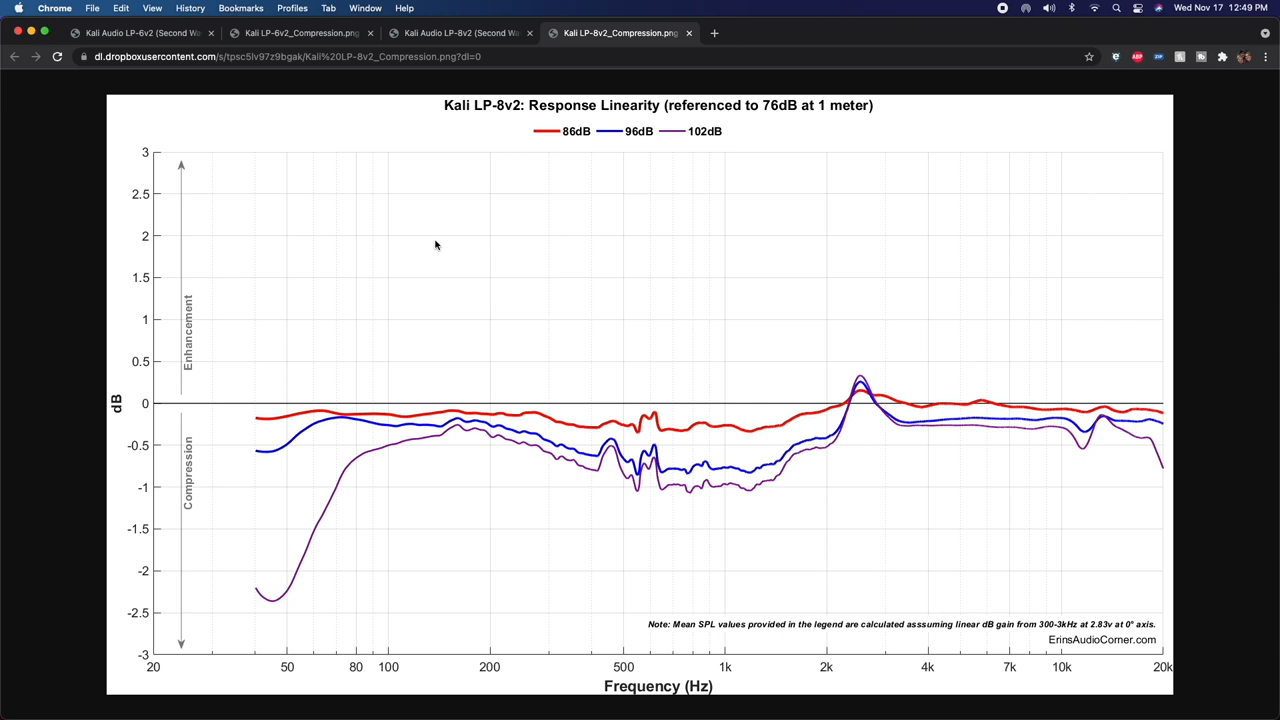 Chrome File Edit View History Bookmarks Profiles Tab Window Help Wed Nov 17 12:49 PM
Kali Audio LP-6v2 (Second Wa Kali LP-6v2_Compression.png Kali Audio LP-8v2 (Second Wa Kali LP-8v2_Compression.png
dl.dropboxusercontent.com/s/tpsc5lv97z9bgak/Kali%20LP-8v2_Compression.png?dl=0 ABP ZIP
Kali LP-8v2: Response Linearity (referenced to 76dB at 1 meter)
86dB 96dB 102dB
3
2.5
2
1.5
1
0.5
0
-0.5
-1
-1.5
-2
-2.5
-3
dB
Enhancement
Compression
Note: Mean SPL values provided in the legend are calculated asssuming linear dB gain from 300-3kHz at 2.83v at 0° axis.
ErinsAudioCorner.com
20 50 80 100 200 500 1k 2k 4k 7k 10k 20k
Frequency (Hz)